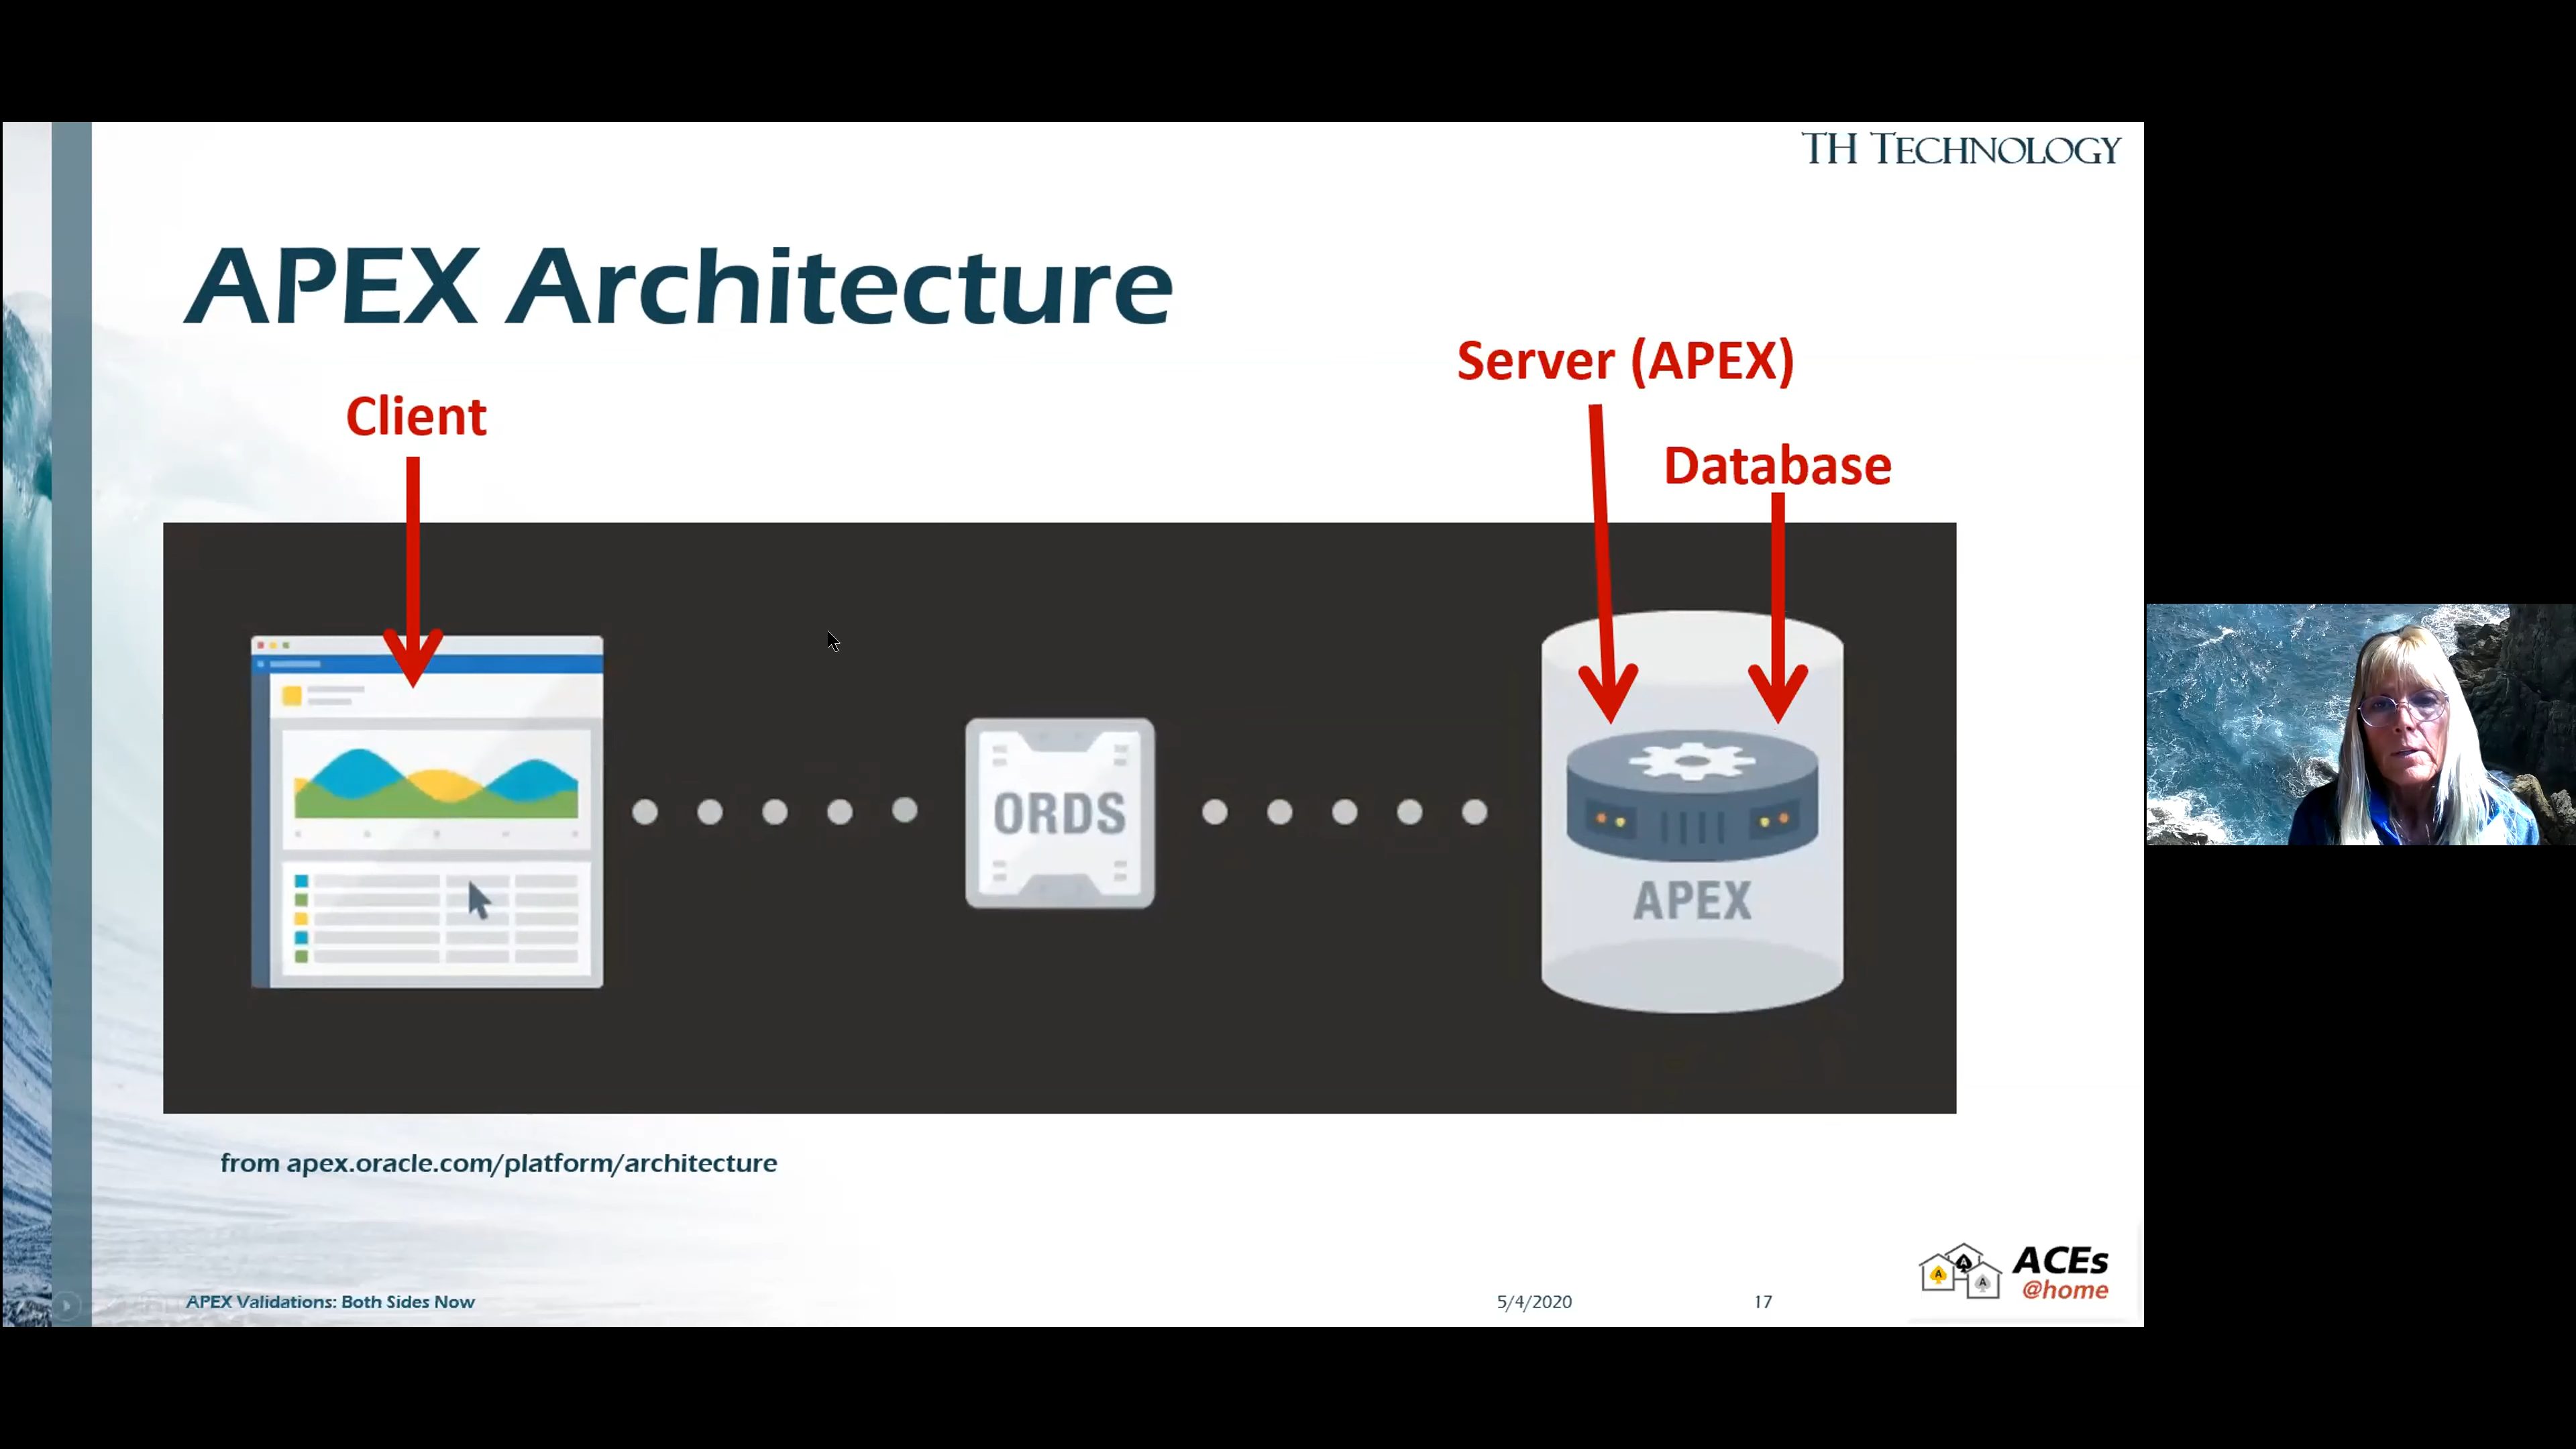 TH TECHNOLOGY
APEX Architecture
Server (APEX)
Client
Database
ORDS
APEX
from apex.oracle.com/platform/architecture
A
A
A
ACEs
@home
APEX Validations: Both Sides Now
5/4/2020
17